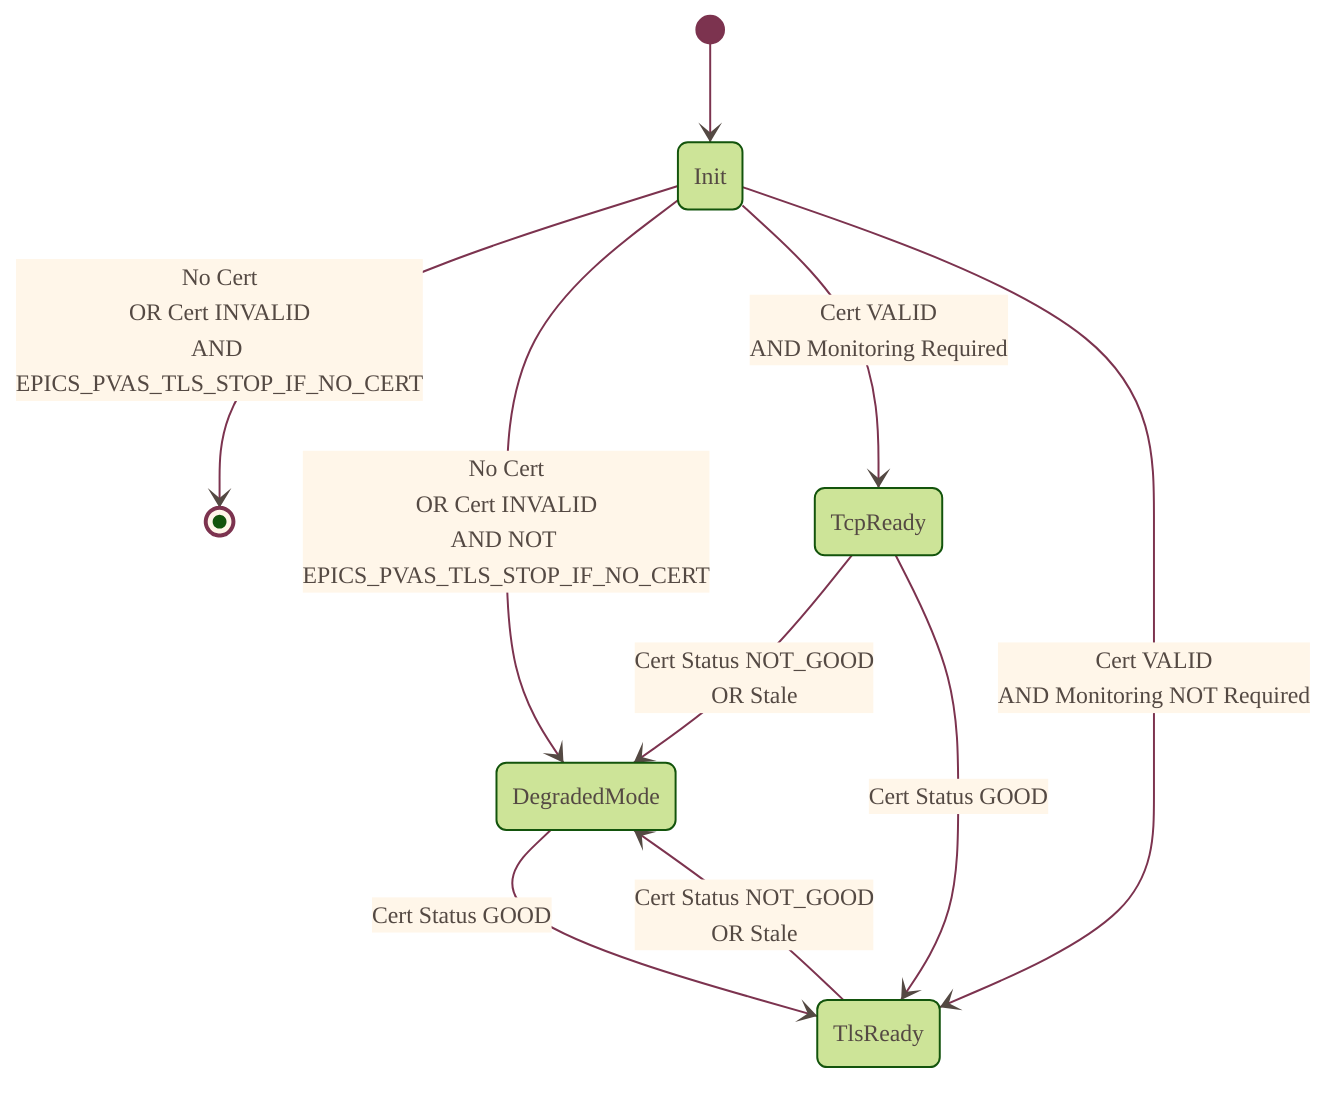 Init
No Cert
OR Cert INVALID
AND
EPICS_PVAS_TLS_STOP_IF_NO_CERT
Cert VALID
AND Monitoring Required
No Cert
OR Cert INVALID
AND NOT
EPICS_PVAS_TLS_STOP_IF_NO_CERT
TcpReady
Cert Status NOT_GOOD
OR Stale
Cert VALID
AND Monitoring NOT Required
DegradedMode
Cert Status GOOD
Cert Status GOOD
Cert Status NOT_GOOD
OR Stale
TlsReady